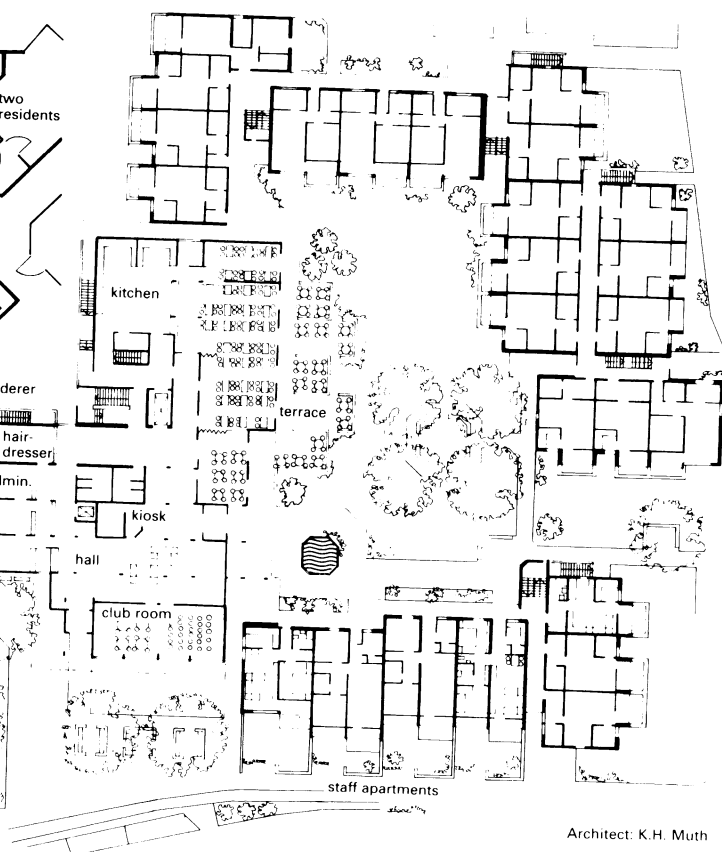 two
residents
kitchen
derer
terrace
hair-
dresser
lmin.
kiosk
hall
club room
staff apartments
Architect: K.H. Muth